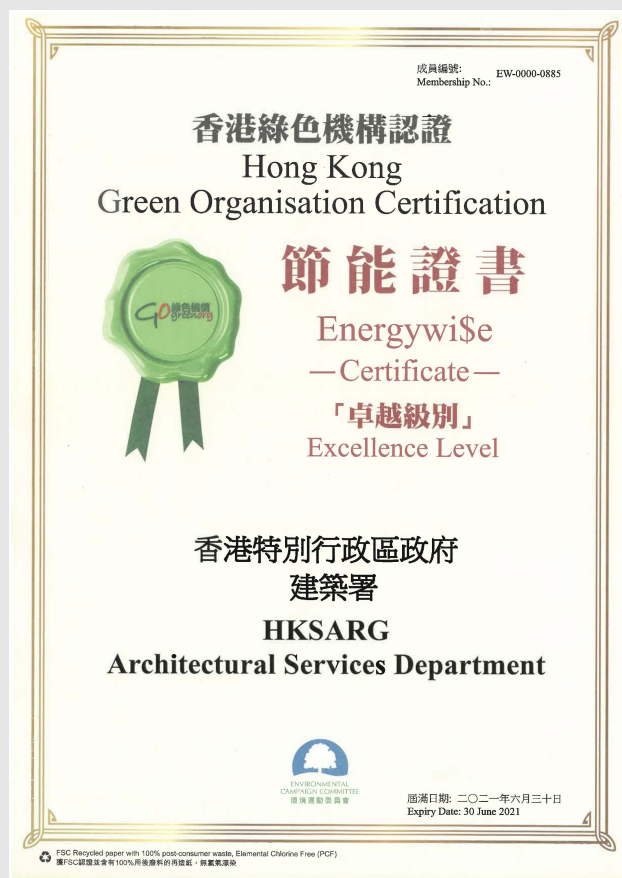 成員編號:
Membership No.: EW-0000-0885
香港綠色機構認證
Hong Kong
Green Organisation Certification
綠色機構
GO greenorg
節能證書
Energywi$e
—Certificate—
「卓越級別」
Excellence Level
香港特別行政區政府
建築署
HKSARG
Architectural Services Department
ENVIRONMENTAL
CAMPAIGN COMMITTEE
環境運動委員會
屆滿日期: 二〇二一年六月三十日
Expiry Date: 30 June 2021
FSC Recycled paper with 100% post-consumer waste, Elemental Chlorine Free (PCF)
獲FSC認證並含有100%用後廢料的再造紙，無氯氣漂染